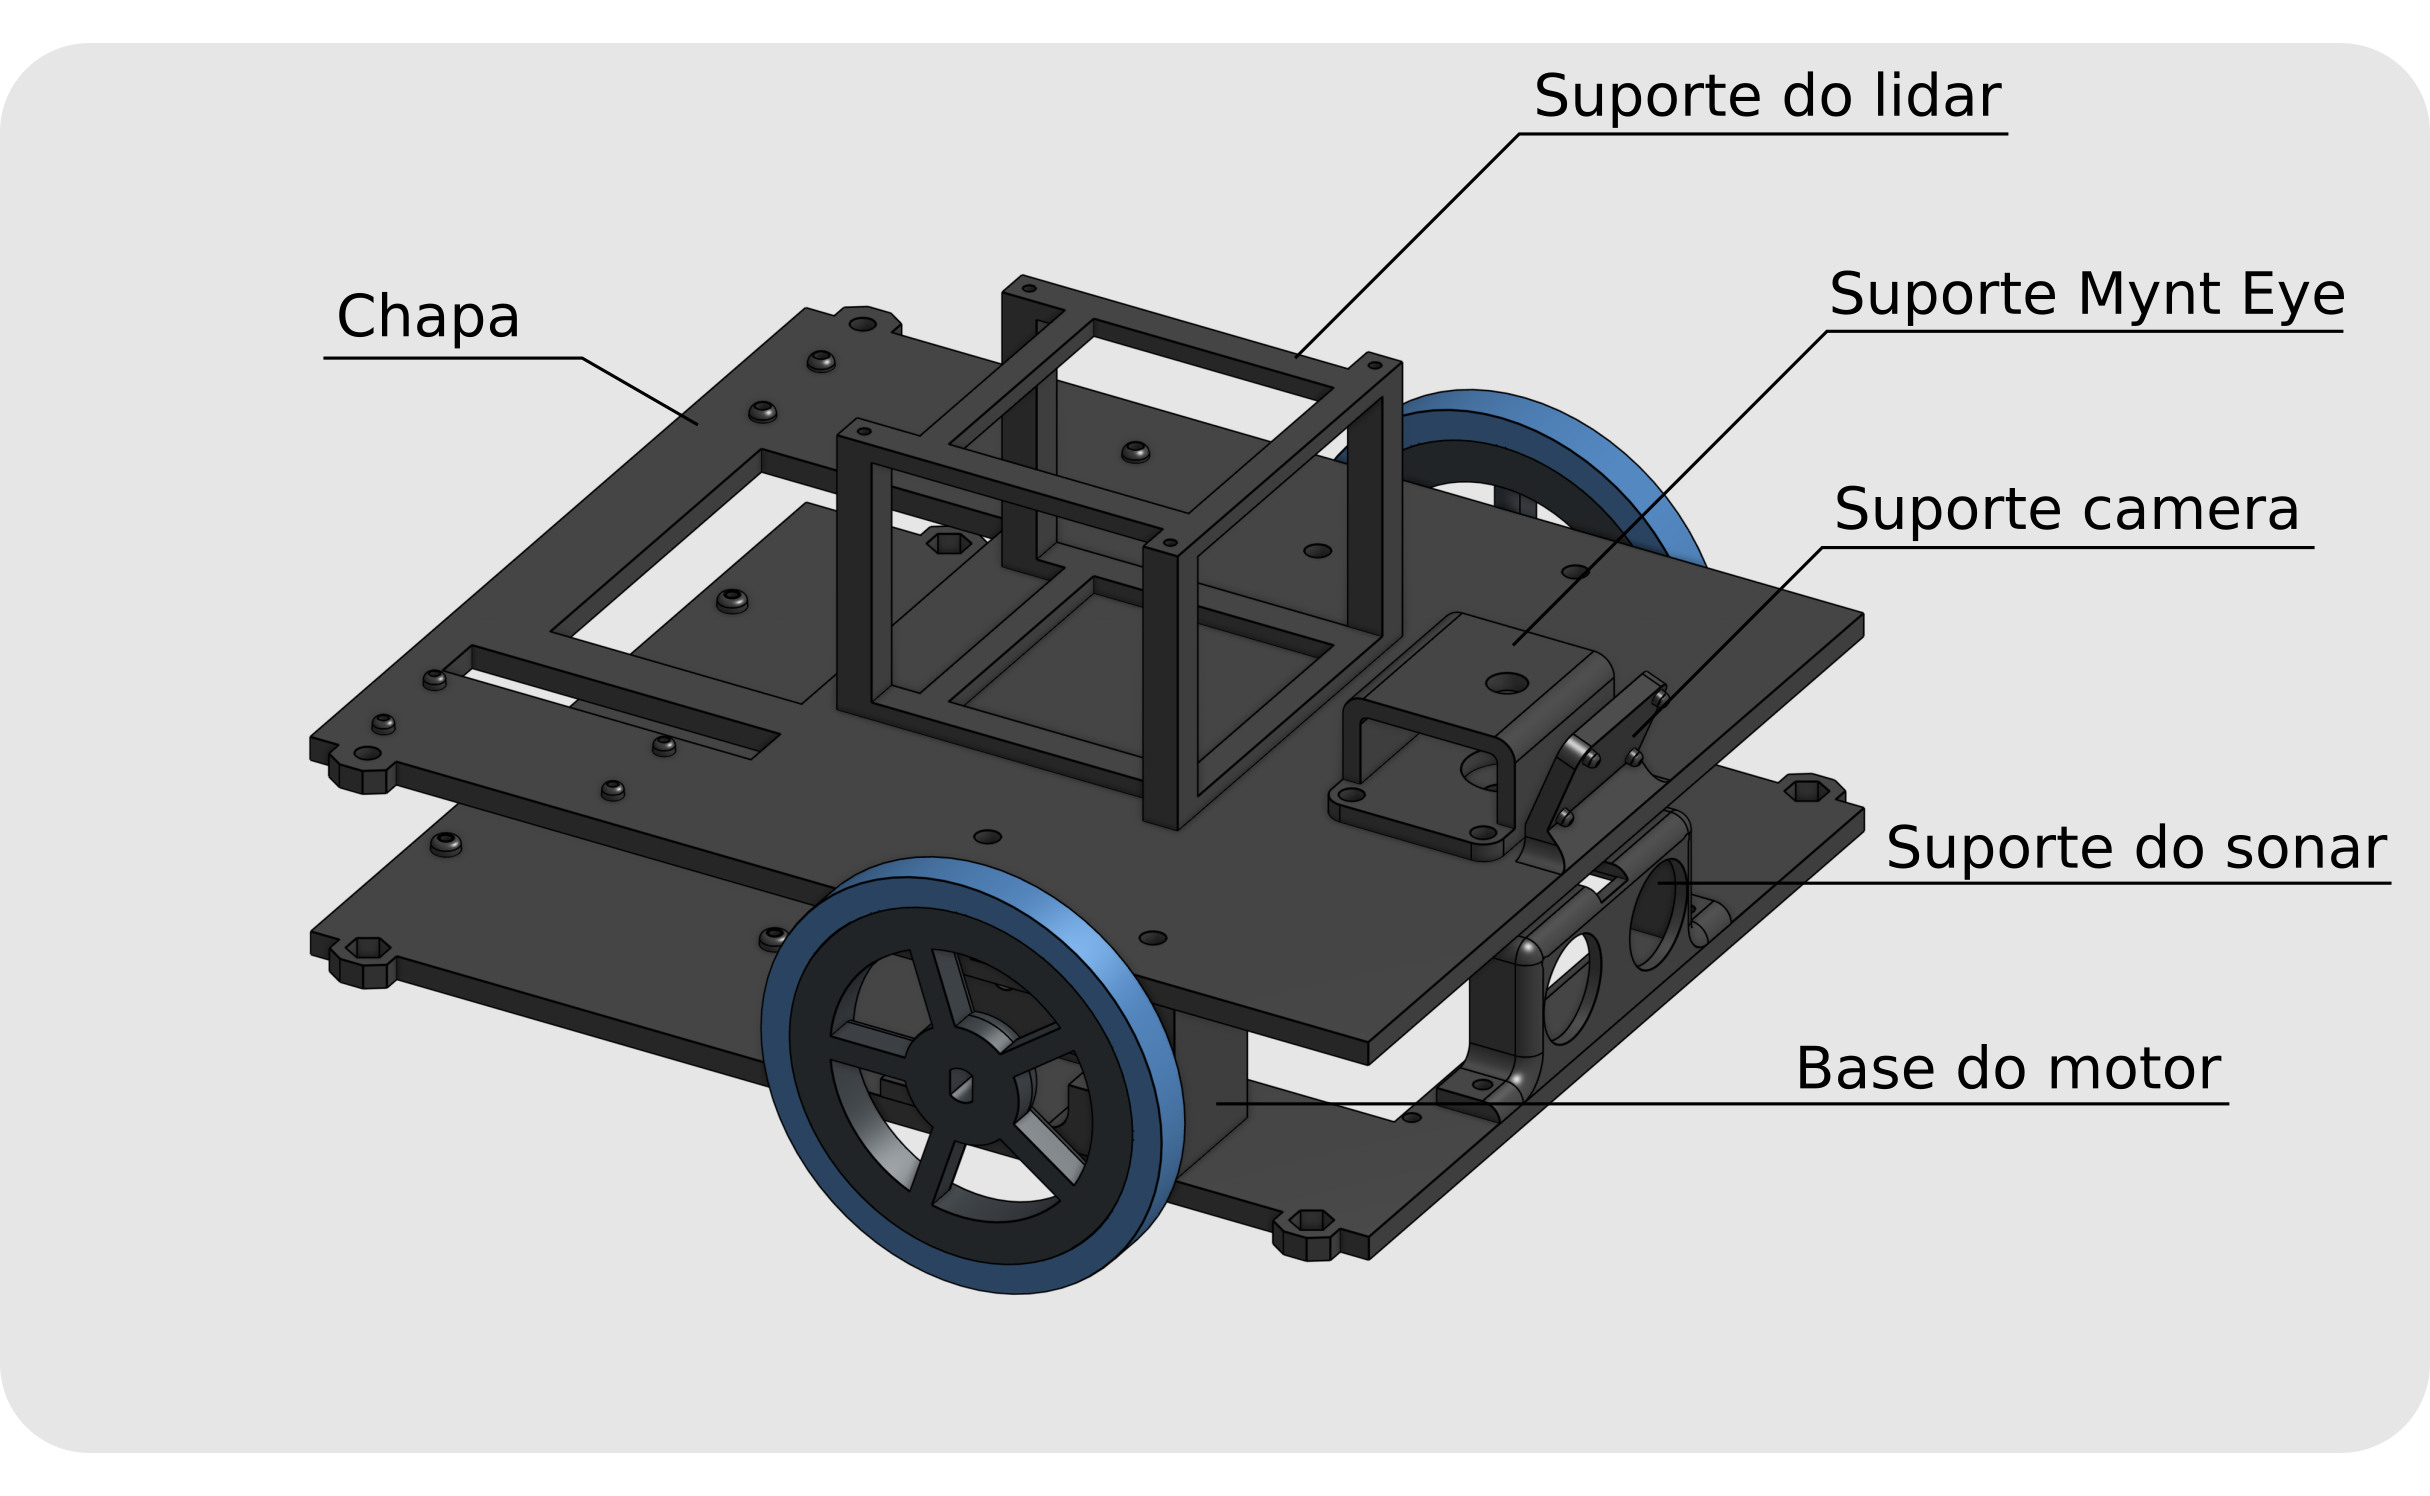 Suporte do lidar
Suporte Mynt Eye
Chapa
Suporte camera
Suporte do sonar
Base do motor